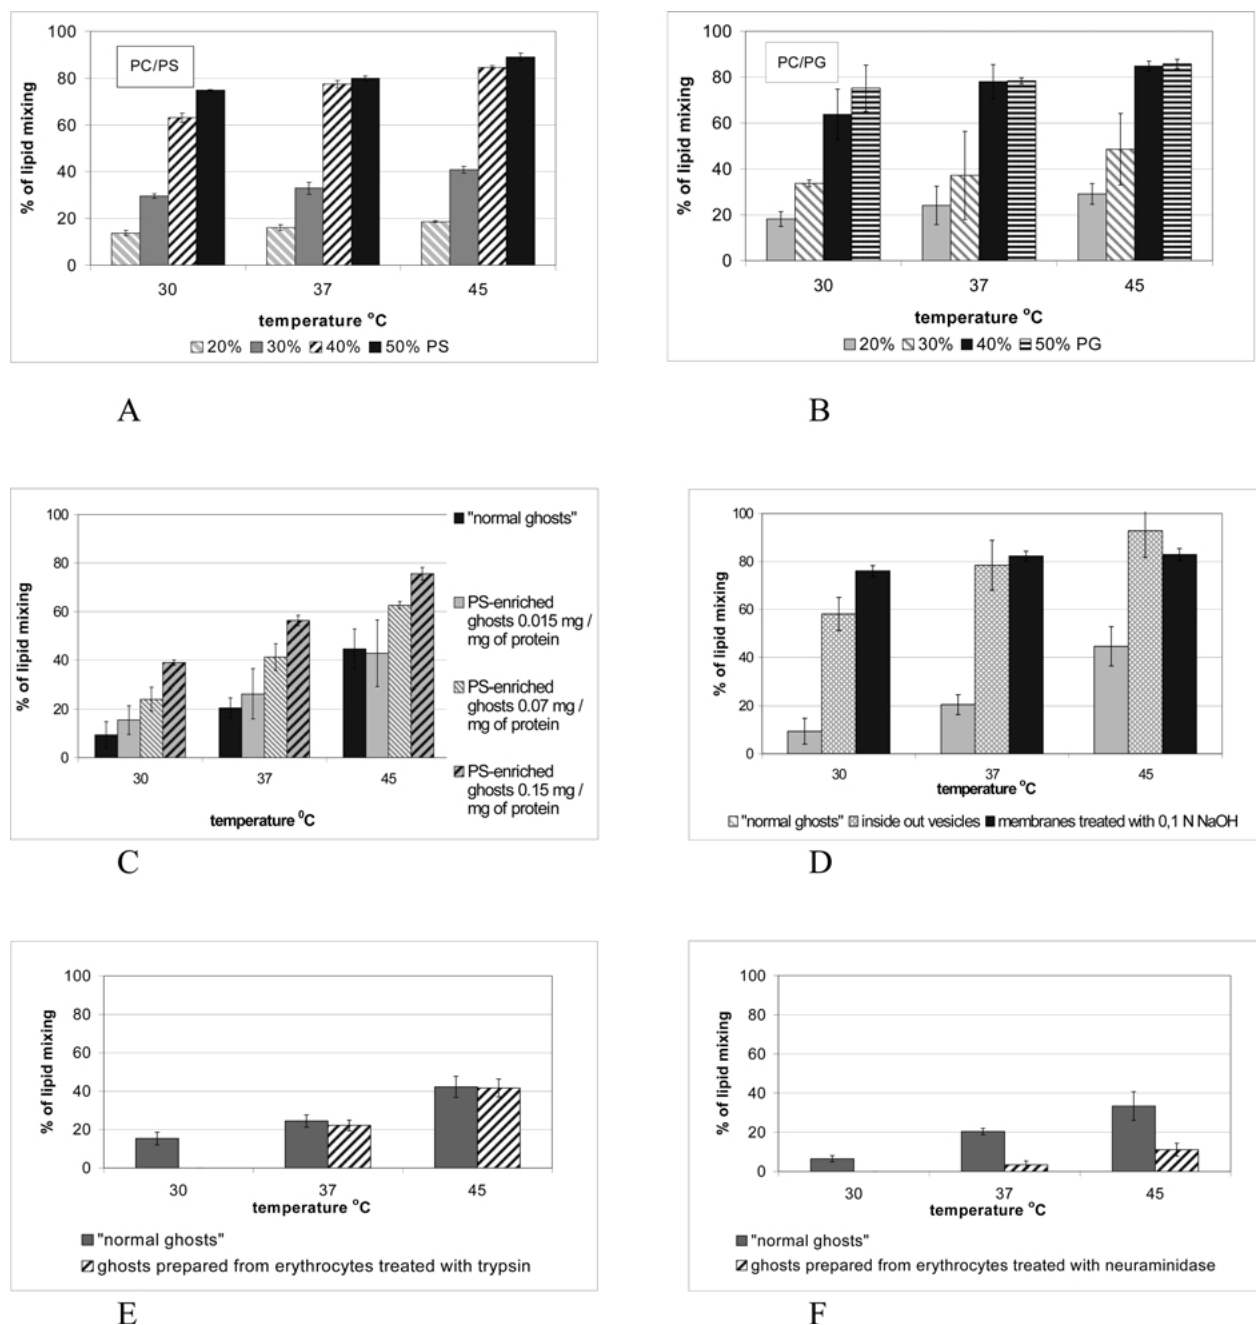 100
80
60
40
20
0
% of lipid mixing
PC/PS
30 37 45
temperature °C
20% 30% 40% 50% PS
A
100
80
60
40
20
0
% of lipid mixing
PC/PG
30 37 45
temperature °C
20% 30% 40% 50% PG
B
100
80
60
40
20
0
% of lipid mixing
30 37 45
temperature ⁰C
"normal ghosts"
PS-enriched
ghosts 0.015 mg /
mg of protein
PS-enriched
ghosts 0.07 mg /
mg of protein
PS-enriched
ghosts 0.15 mg /
mg of protein
C
100
80
60
40
20
0
% of lipid mixing
30 37 45
temperature °C
"normal ghosts" inside out vesicles membranes treated with 0,1 N NaOH
D
100
80
60
40
20
0
% of lipid mixing
30 37 45
temperature °C
"normal ghosts"
ghosts prepared from erythrocytes treated with trypsin
E
100
80
60
40
20
0
% of lipid mixing
30 37 45
temperature °C
"normal ghosts"
ghosts prepared from erythrocytes treated with neuraminidase
F